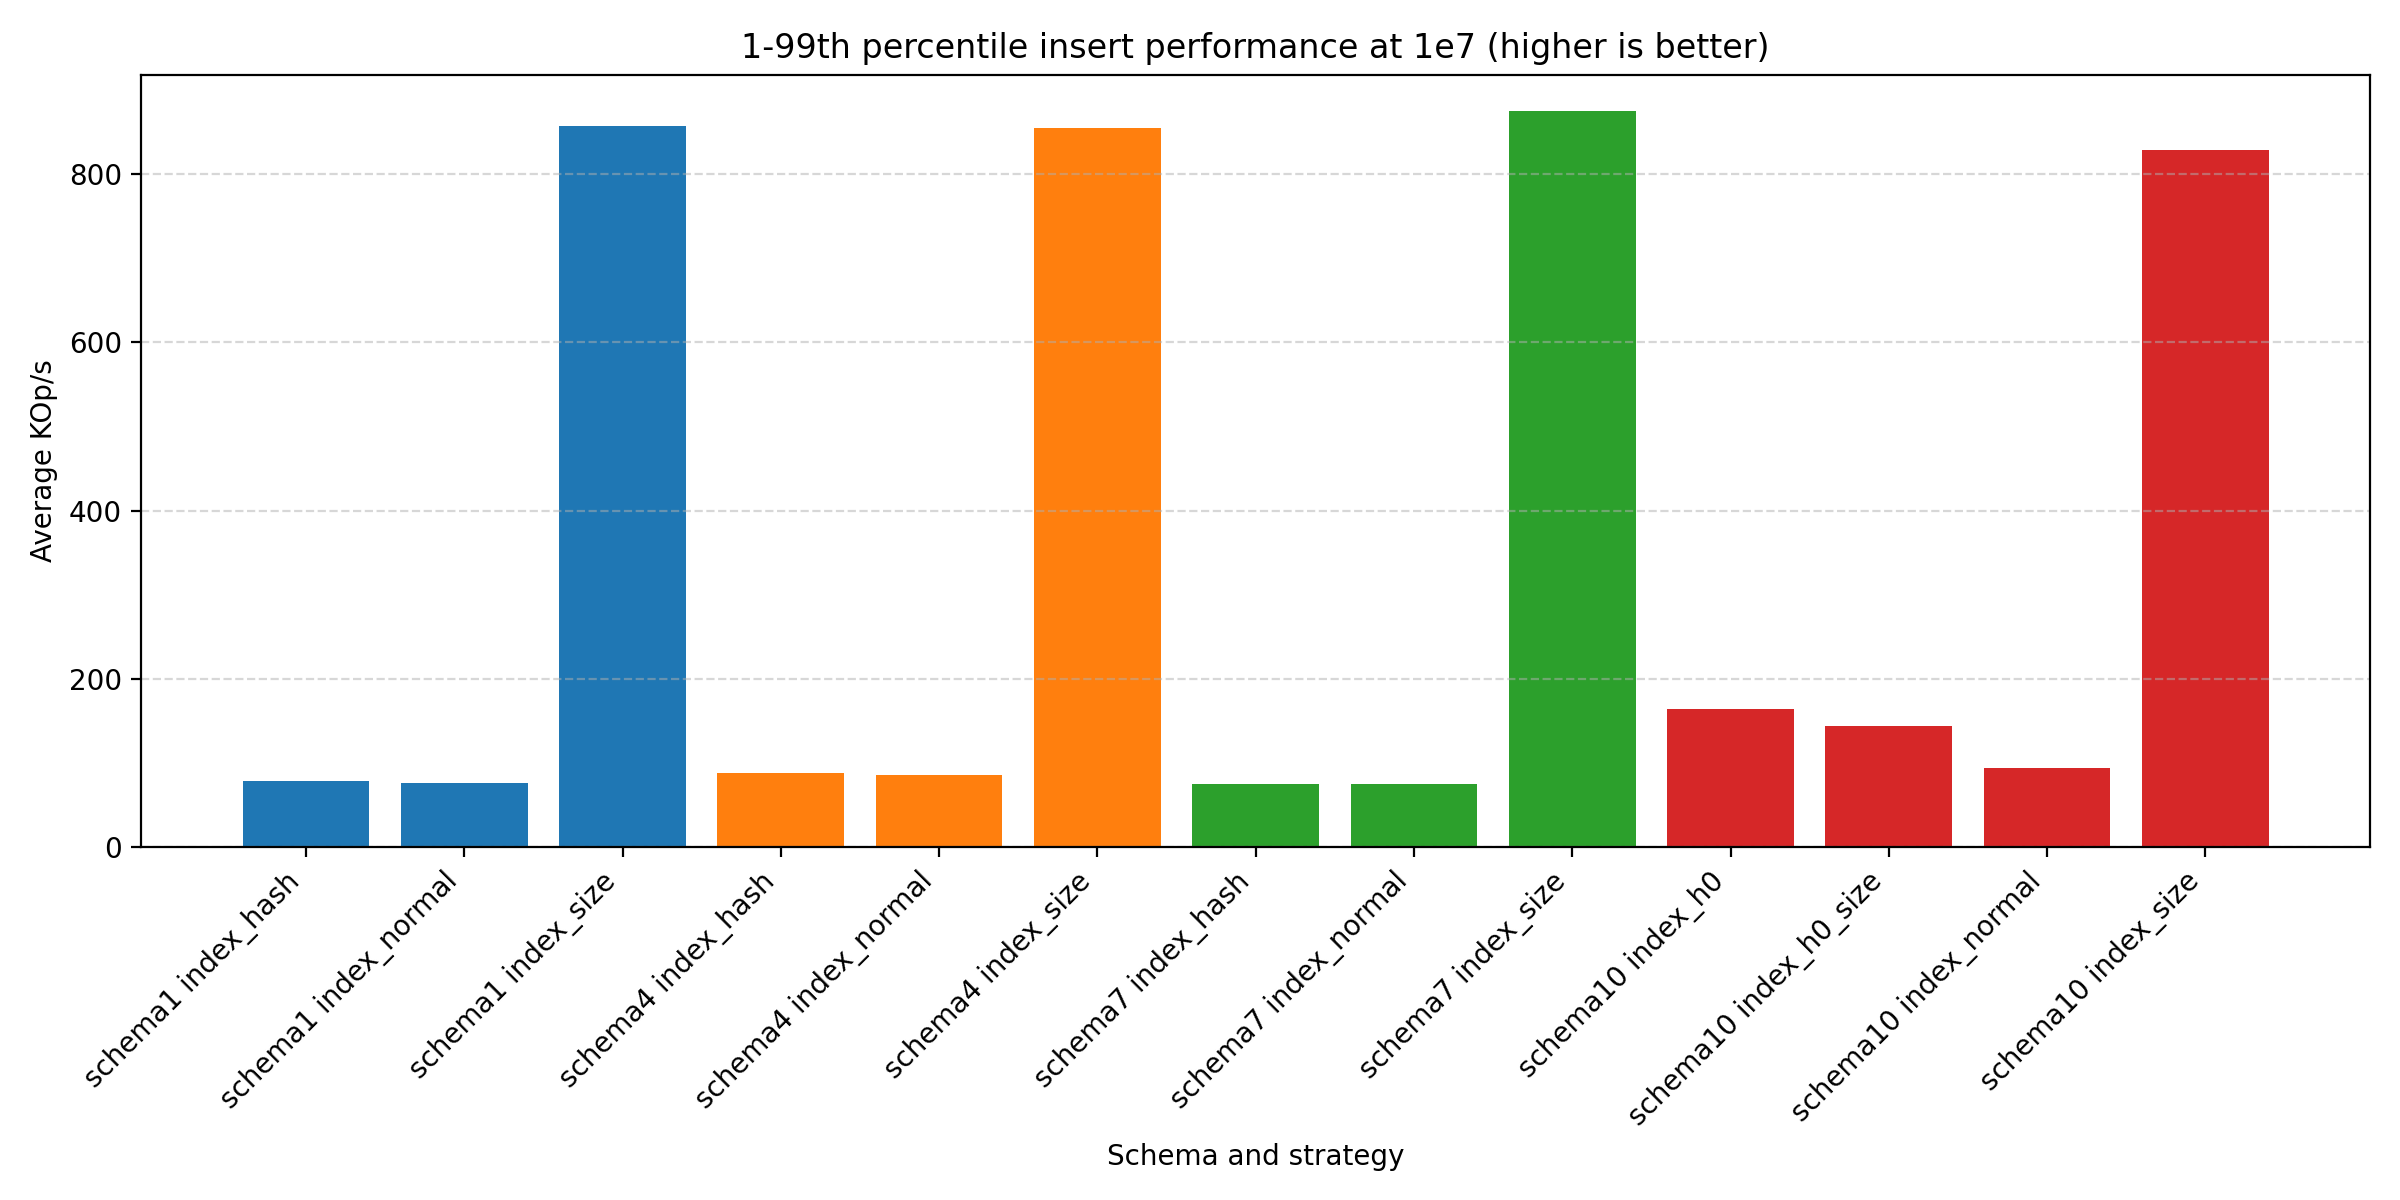 1-99th percentile insert performance at 1e7 (higher is better)
Average KOp/s
800
600
400
200
0
schema1 index_hash
schema1 index_normal
schema1 index_size
schema4 index_hash
schema4 index_normal
schema4 index_size
schema7 index_hash
schema7 index_normal
schema7 index_size
schema10 index_h0
schema10 index_h0_size
schema10 index_normal
schema10 index_size
Schema and strategy